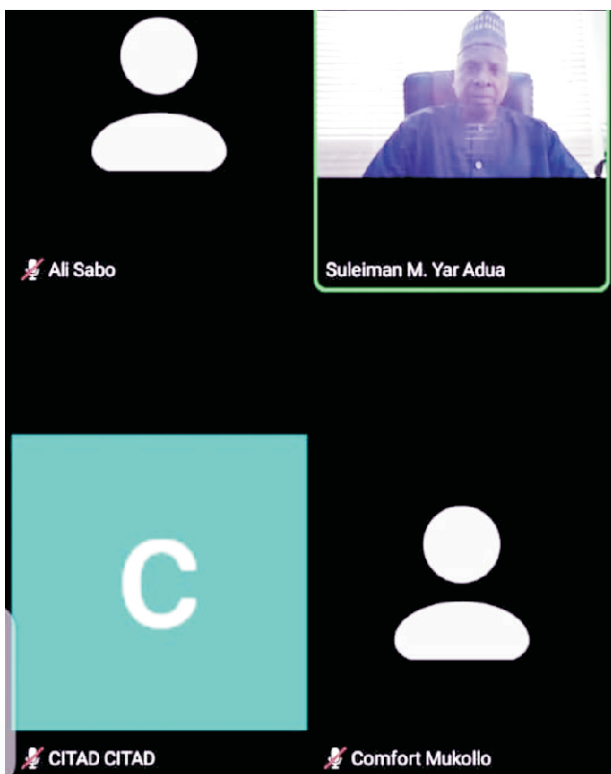 Ali Sabo
Suleiman M. Yar Adua
C
CITAD CITAD
Comfort Mukollo